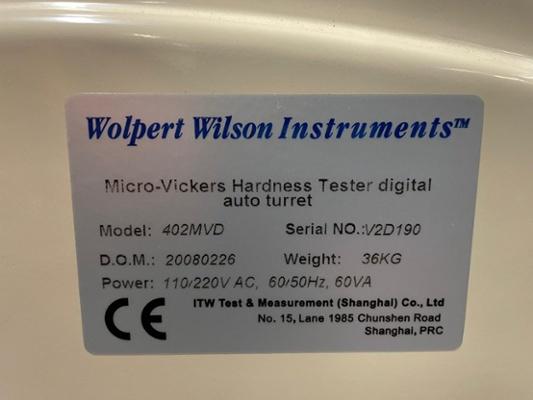 Wolpert Wilson Instruments™
Micro-Vickers Hardness Tester digital
auto turret
Model: 402MVD Serial NO.:V2D190
D.O.M.: 20080226 Weight: 36KG
Power: 110/220V AC, 60/50Hz, 60VA
CE ITW Test & Measurement (Shanghai) Co., Ltd
No. 15, Lane 1985 Chunshen Road
Shanghai, PRC